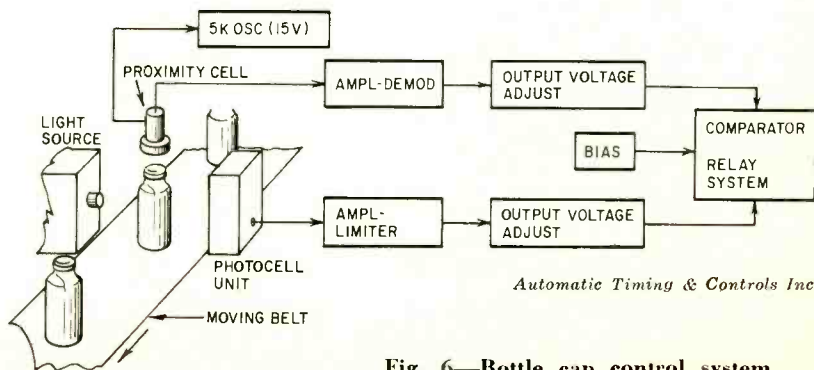 5K OSC (15V)
PROXIMITY CELL
LIGHT
SOURCE
AMPL-DEMOD
OUTPUT VOLTAGE
ADJUST
COMPARATOR
RELAY
SYSTEM
BIAS
AMPL-
LIMITER
OUTPUT VOLTAGE
ADJUST
PHOTOCELL
UNIT
MOVING BELT
Automatic Timing & Controls Inc
Fig. 6—Bottle cap control system